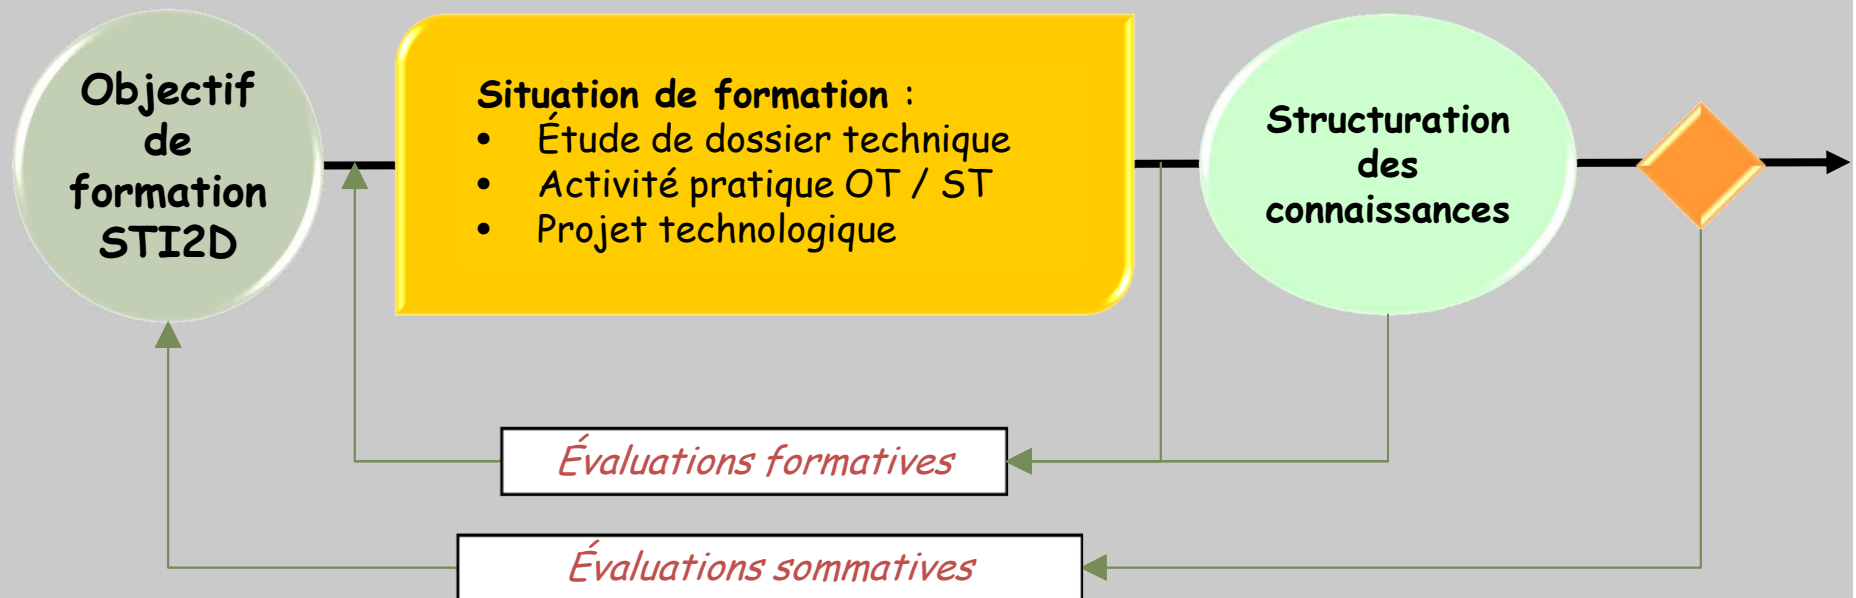 Objectif
de
formation
STI2D
Situation de formation :
• Étude de dossier technique
• Activité pratique OT / ST
• Projet technologique
Structuration
des
connaissances
Évaluations formatives
Évaluations sommatives